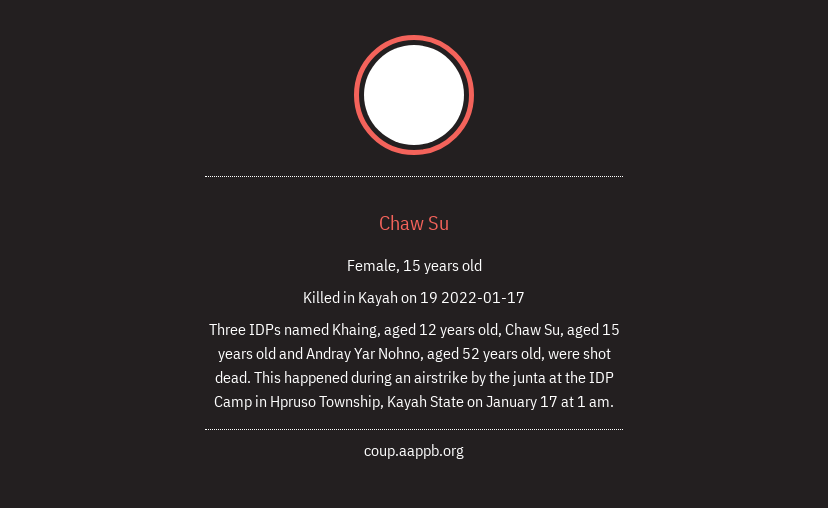 Chaw Su
Female, 15 years old
Killed in Kayah on 19 2022-01-17
Three IDPs named Khaing, aged 12 years old, Chaw Su, aged 15
years old and Andray Yar Nohno, aged 52 years old, were shot
dead. This happened during an airstrike by the junta at the IDP
Camp in Hpruso Township, Kayah State on January 17 at 1 am.
coup.aappb.org